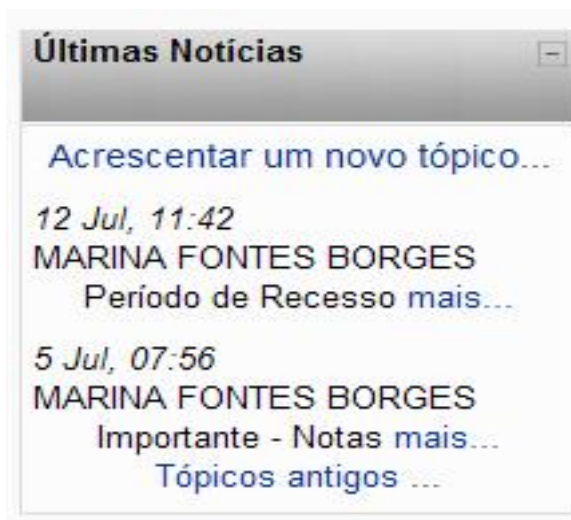 Últimas Notícias
Acrescentar um novo tópico...
12 Jul, 11:42
MARINA FONTES BORGES
Período de Recesso mais...
5 Jul, 07:56
MARINA FONTES BORGES
Importante - Notas mais...
Tópicos antigos ...